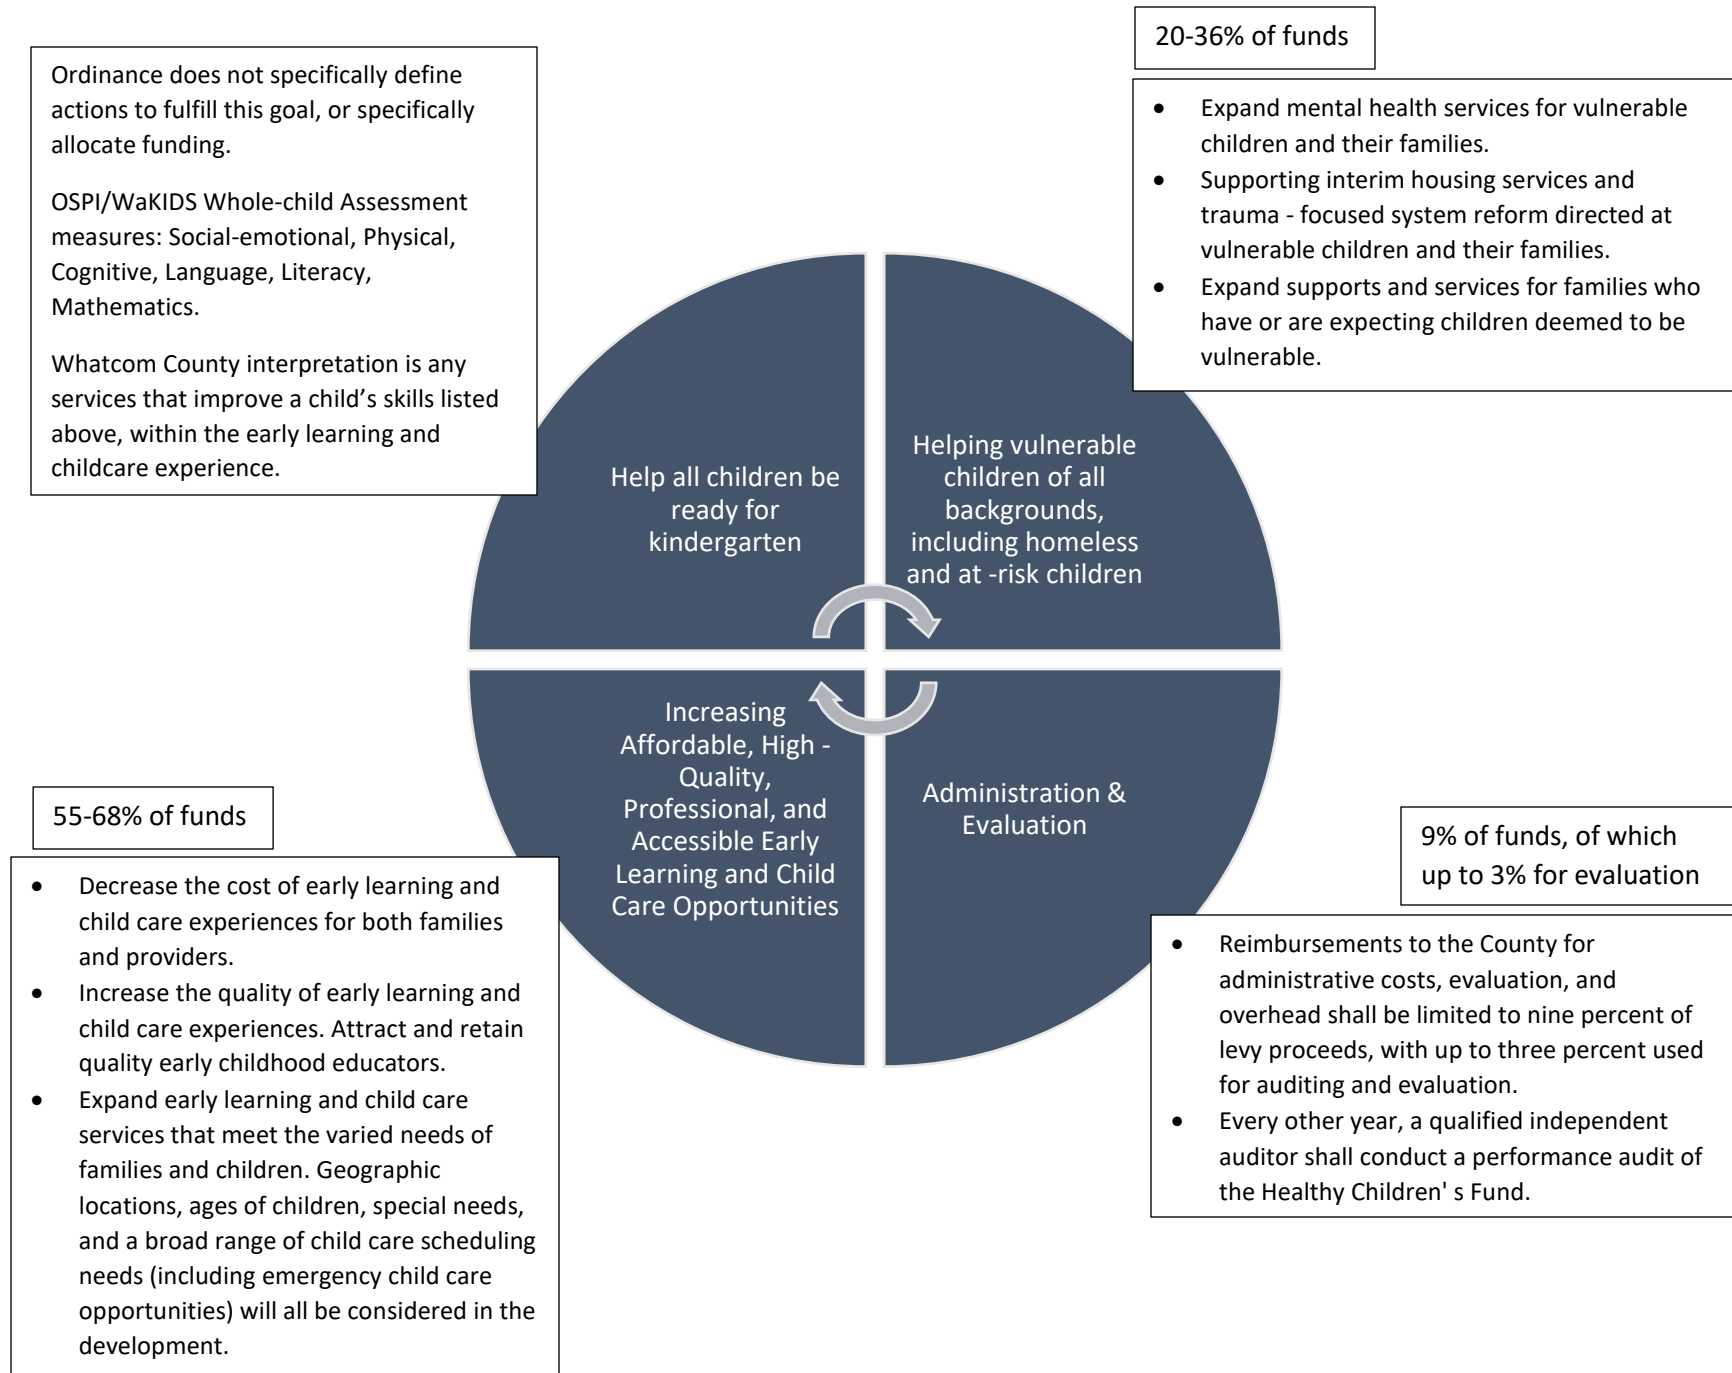 Ordinance does not specifically define
actions to fulfill this goal, or specifically
allocate funding.
OSPI/WaKIDS Whole-child Assessment
measures: Social-emotional, Physical,
Cognitive, Language, Literacy,
Mathematics.
Whatcom County interpretation is any
services that improve a child’s skills listed
above, within the early learning and
childcare experience.
20-36% of funds
• Expand mental health services for vulnerable
children and their families.
• Supporting interim housing services and
trauma - focused system reform directed at
vulnerable children and their families.
• Expand supports and services for families who
have or are expecting children deemed to be
vulnerable.
Help all children be
ready for
kindergarten
Helping vulnerable
children of all
backgrounds,
including homeless
and at -risk children
Increasing
Affordable, High -
Quality,
Professional, and
Accessible Early
Learning and Child
Care Opportunities
Administration &
Evaluation
55-68% of funds
• Decrease the cost of early learning and
child care experiences for both families
and providers.
• Increase the quality of early learning and
child care experiences. Attract and retain
quality early childhood educators.
• Expand early learning and child care
services that meet the varied needs of
families and children. Geographic
locations, ages of children, special needs,
and a broad range of child care scheduling
needs (including emergency child care
opportunities) will all be considered in the
development.
9% of funds, of which
up to 3% for evaluation
• Reimbursements to the County for
administrative costs, evaluation, and
overhead shall be limited to nine percent of
levy proceeds, with up to three percent used
for auditing and evaluation.
• Every other year, a qualified independent
auditor shall conduct a performance audit of
the Healthy Children' s Fund.